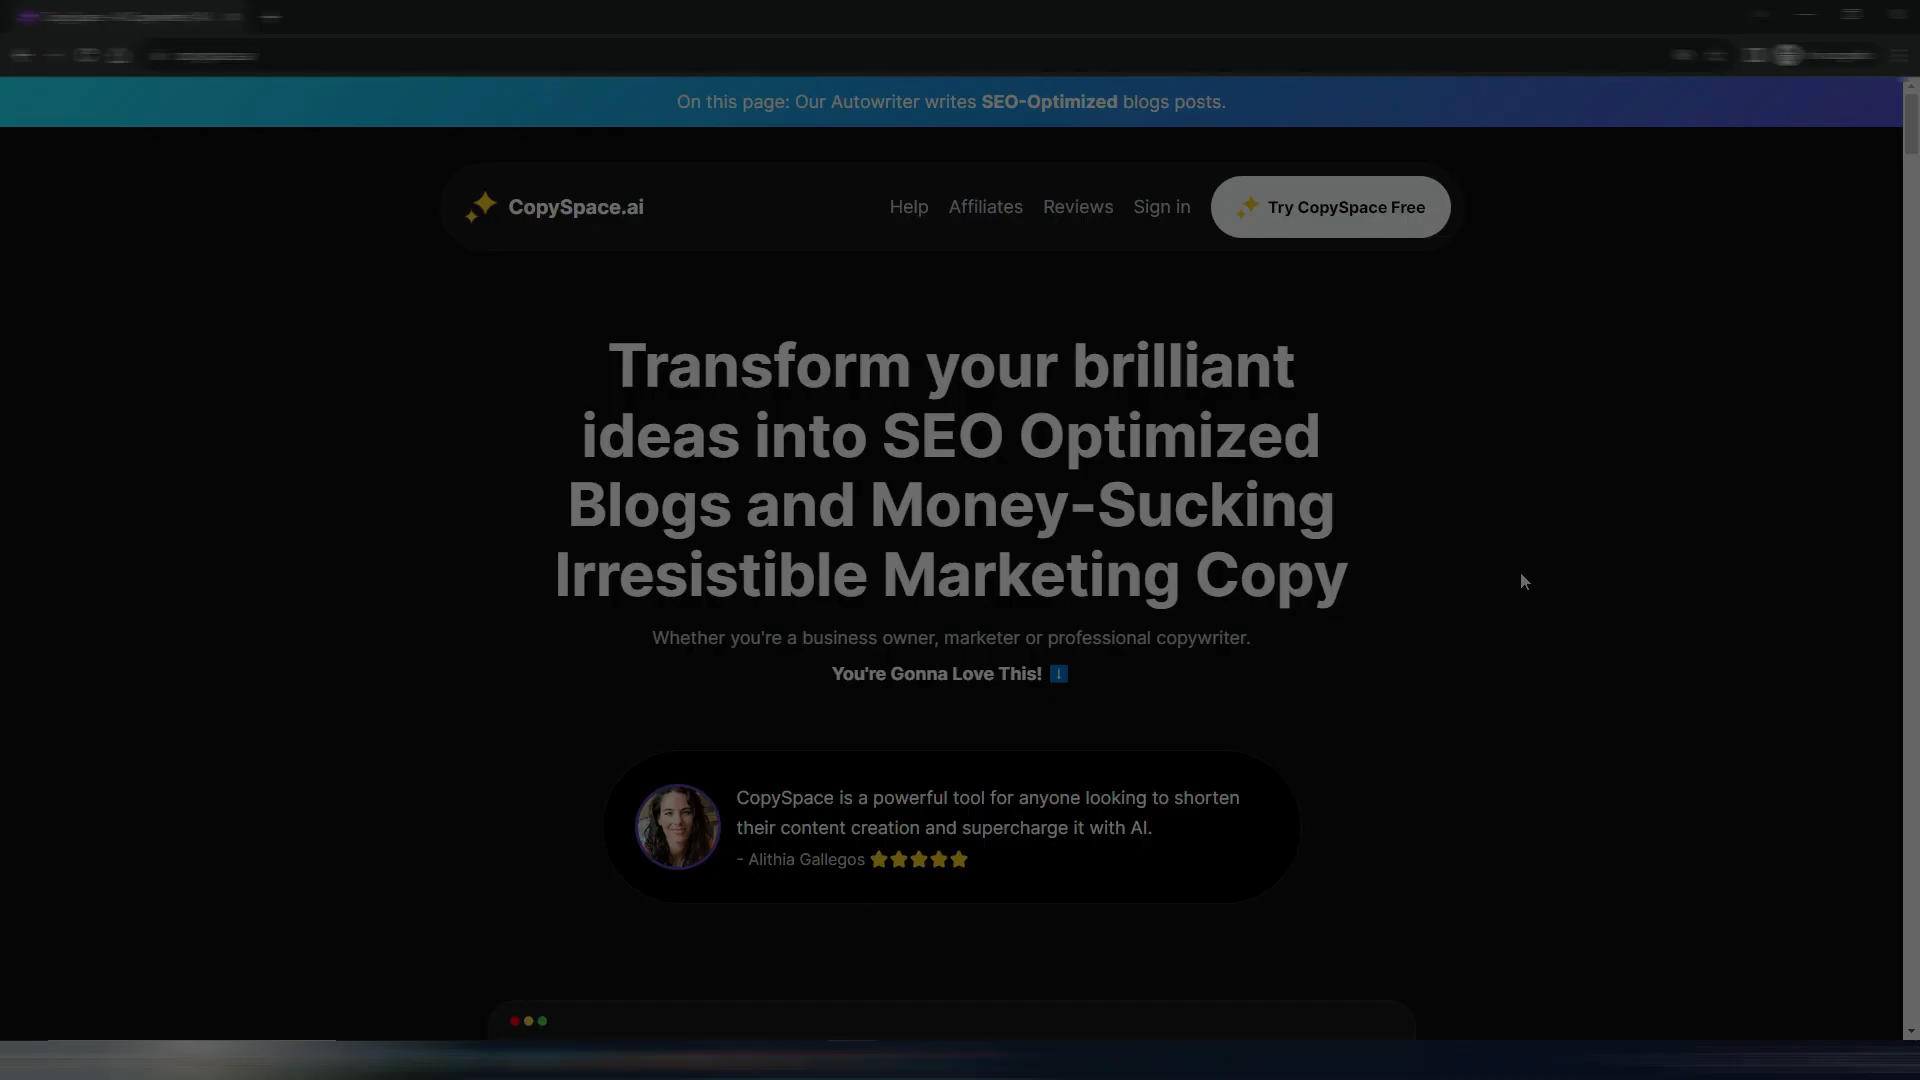 On this page: Our Autowriter writes SEO-Optimized blogs posts.
CopySpace.ai
Help Affiliates Reviews Sign in Try CopySpace Free
Transform your brilliant
ideas into SEO Optimized
Blogs and Money-Sucking
Irresistible Marketing Copy
Whether you're a business owner, marketer or professional copywriter.
You're Gonna Love This! ⬇️
CopySpace is a powerful tool for anyone looking to shorten
their content creation and supercharge it with AI.
- Alithia Gallegos ⭐⭐⭐⭐⭐